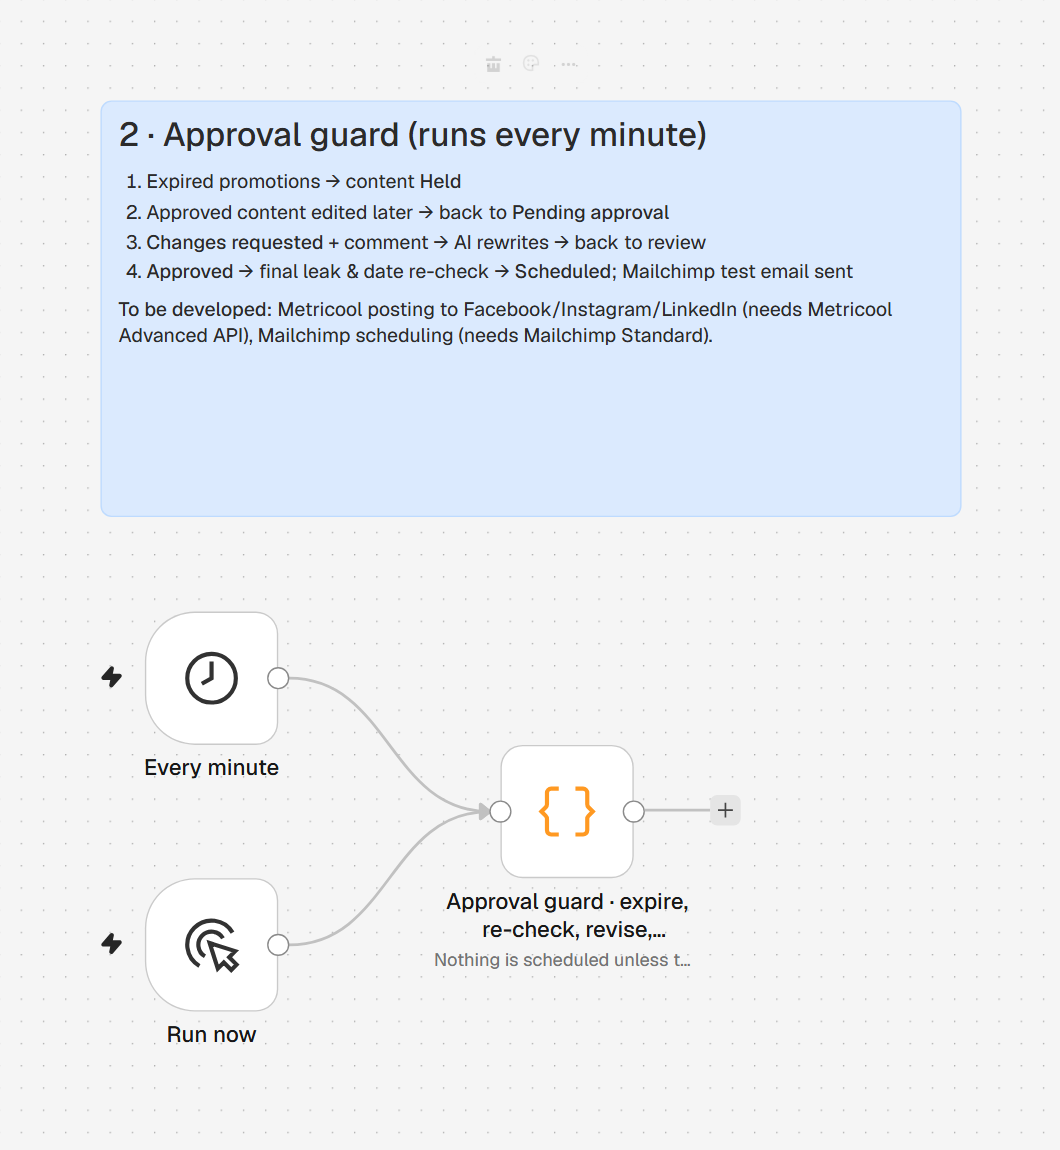 2 · Approval guard (runs every minute)
1. Expired promotions → content Held
2. Approved content edited later → back to Pending approval
3. Changes requested + comment → AI rewrites → back to review
4. Approved → final leak & date re-check → Scheduled; Mailchimp test email sent
To be developed: Metricool posting to Facebook/Instagram/LinkedIn (needs Metricool
Advanced API), Mailchimp scheduling (needs Mailchimp Standard).
Every minute
Approval guard · expire,
re-check, revise,...
Nothing is scheduled unless t...
Run now